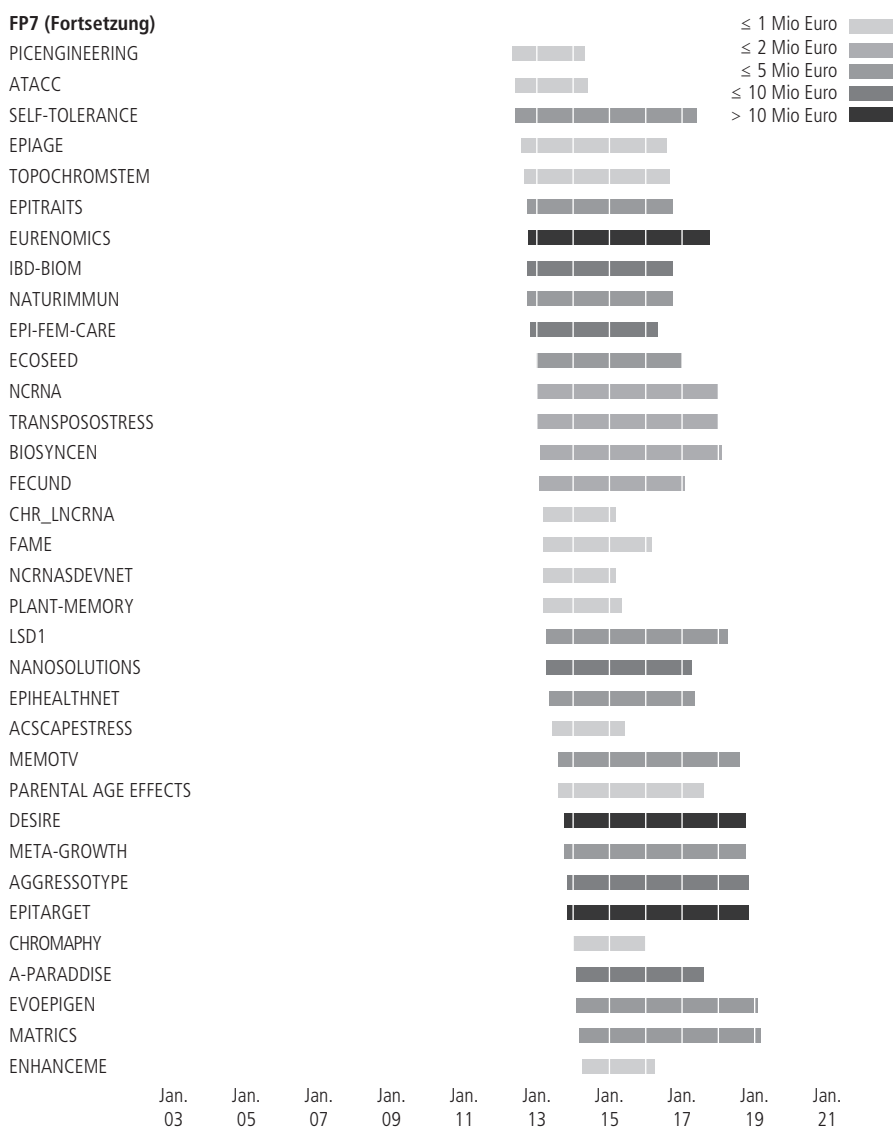 FP7 (Fortsetzung)
≤ 1 Mio Euro
PICENGINEERING
≤ 2 Mio Euro
≤ 5 Mio Euro
ATACC
≤ 10 Mio Euro
SELF-TOLERANCE
> 10 Mio Euro
EPIAGE
TOPOCHROMSTEM
EPITRAITS
EURENOMICS
IBD-BIOM
NATURIMMUN
EPI-FEM-CARE
ECOSEED
NCRNA
TRANSPOSOSTRESS
BIOSYNCEN
FECUND
CHR_LNCRNA
FAME
NCRNASDEVNET
PLANT-MEMORY
LSD1
NANOSOLUTIONS
EPIHEALTHNET
ACSCAPESTRESS
MEMOTV
PARENTAL AGE EFFECTS
DESIRE
META-GROWTH
AGGRESSOTYPE
EPITARGET
CHROMAPHY
A-PARADDISE
EVOEPIGEN
MATRICS
ENHANCEME
Jan. Jan. Jan. Jan. Jan. Jan. Jan. Jan. Jan. Jan.
03 05 07 09 11 13 15 17 19 21